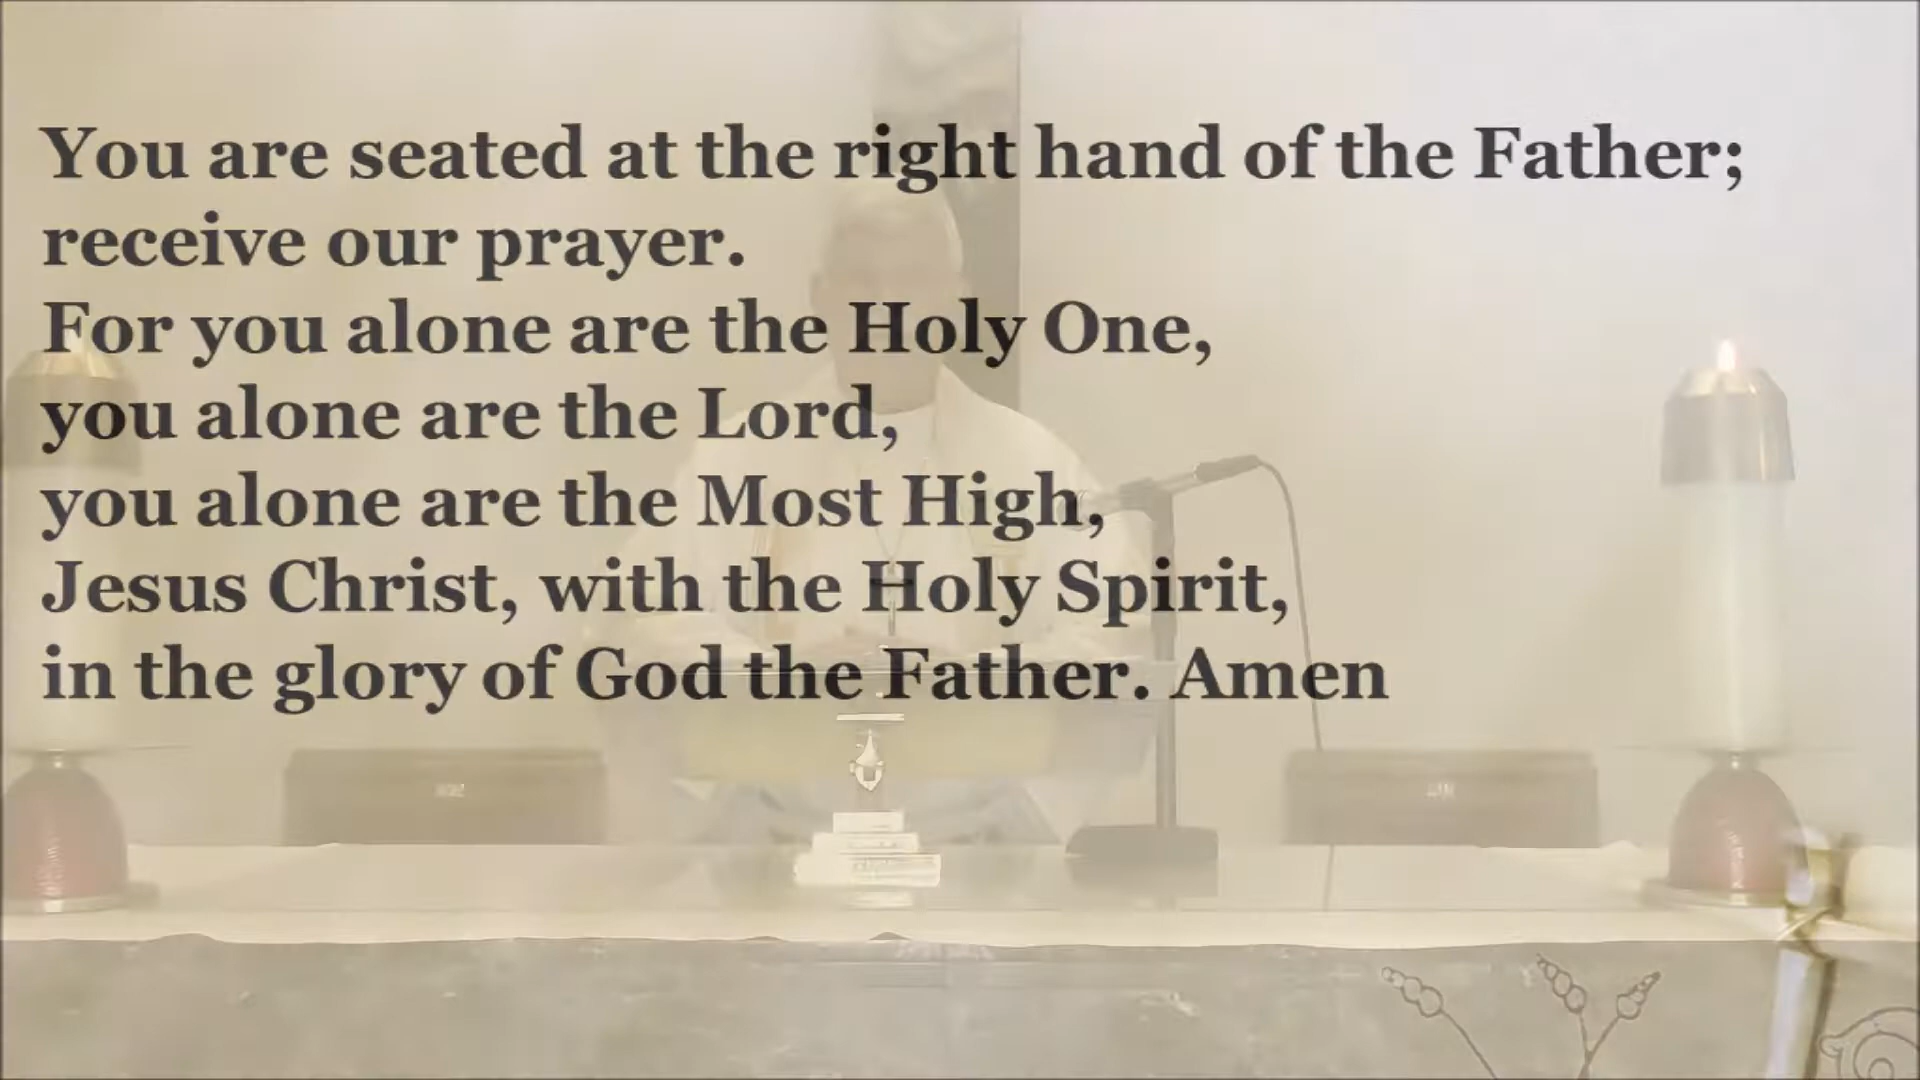 You are seated at the right hand of the Father;
receive our prayer.
For you alone are the Holy One,
you alone are the Lord,
you alone are the Most High,
Jesus Christ, with the Holy Spirit,
in the glory of God the Father. Amen